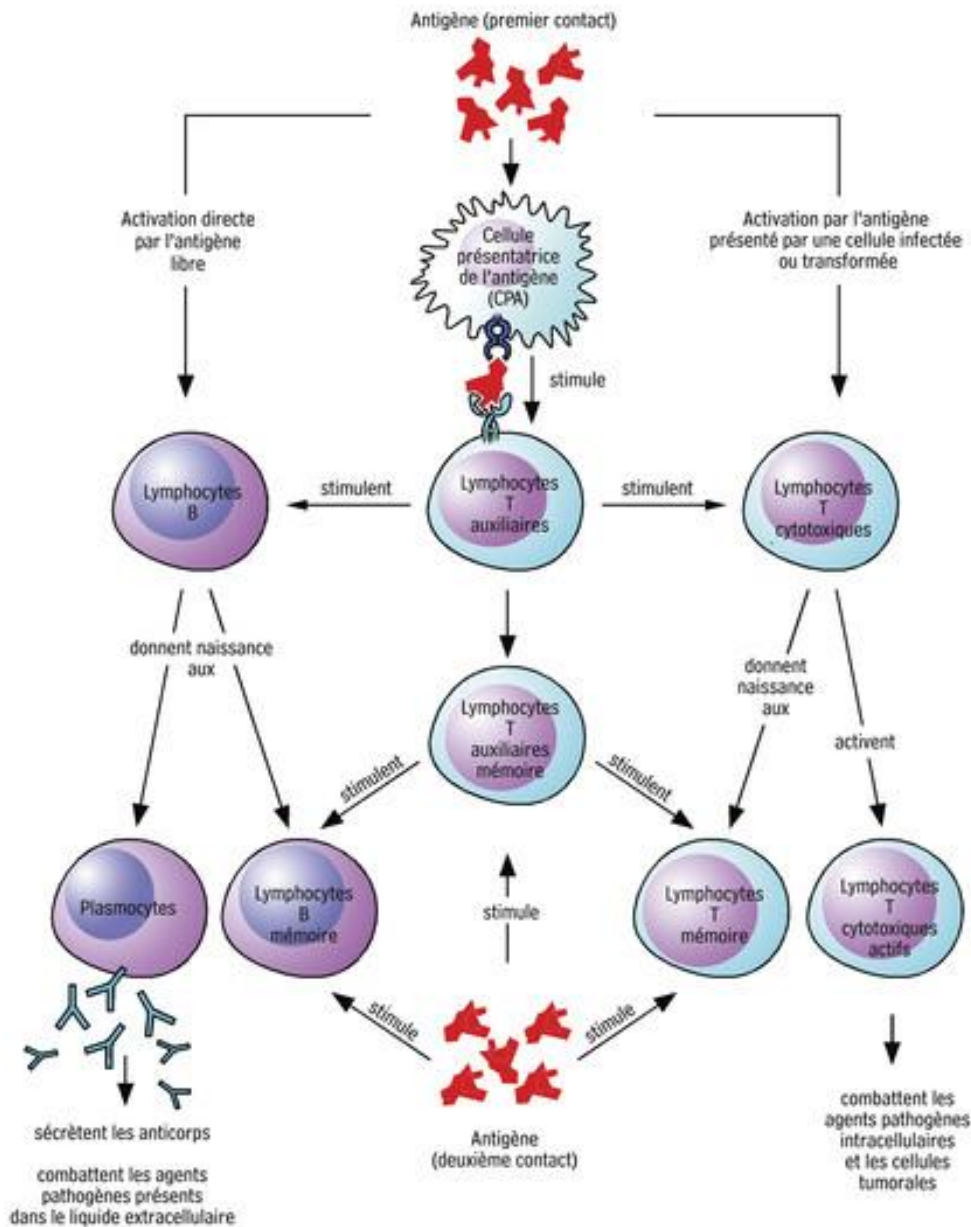 Antigène (premier contact)
Activation directe
par l'antigène
libre
Cellule
présentatrice
de l'antigène
(CPA)
Activation par l'antigène
présenté par une cellule infectée
ou transformée
stimule
Lymphocytes
B
stimulent
Lymphocytes
T
auxiliaires
stimulent
Lymphocytes
T
cytotoxiques
donnent naissance
aux
Lymphocytes
T
auxiliaires
mémoire
donnent
naissance
aux
activent
stimulent
stimulent
Plasmocytes
Lymphocytes
B
mémoire
stimule
Lymphocytes
T
mémoire
Lymphocytes
T
cytotoxiques
actifs
stimule
stimule
sécrètent les anticorps
combattent les agents
pathogènes présents
dans le liquide extracellulaire
Antigène
(deuxième contact)
combattent les
agents pathogènes
intracellulaires
et les cellules
tumorales